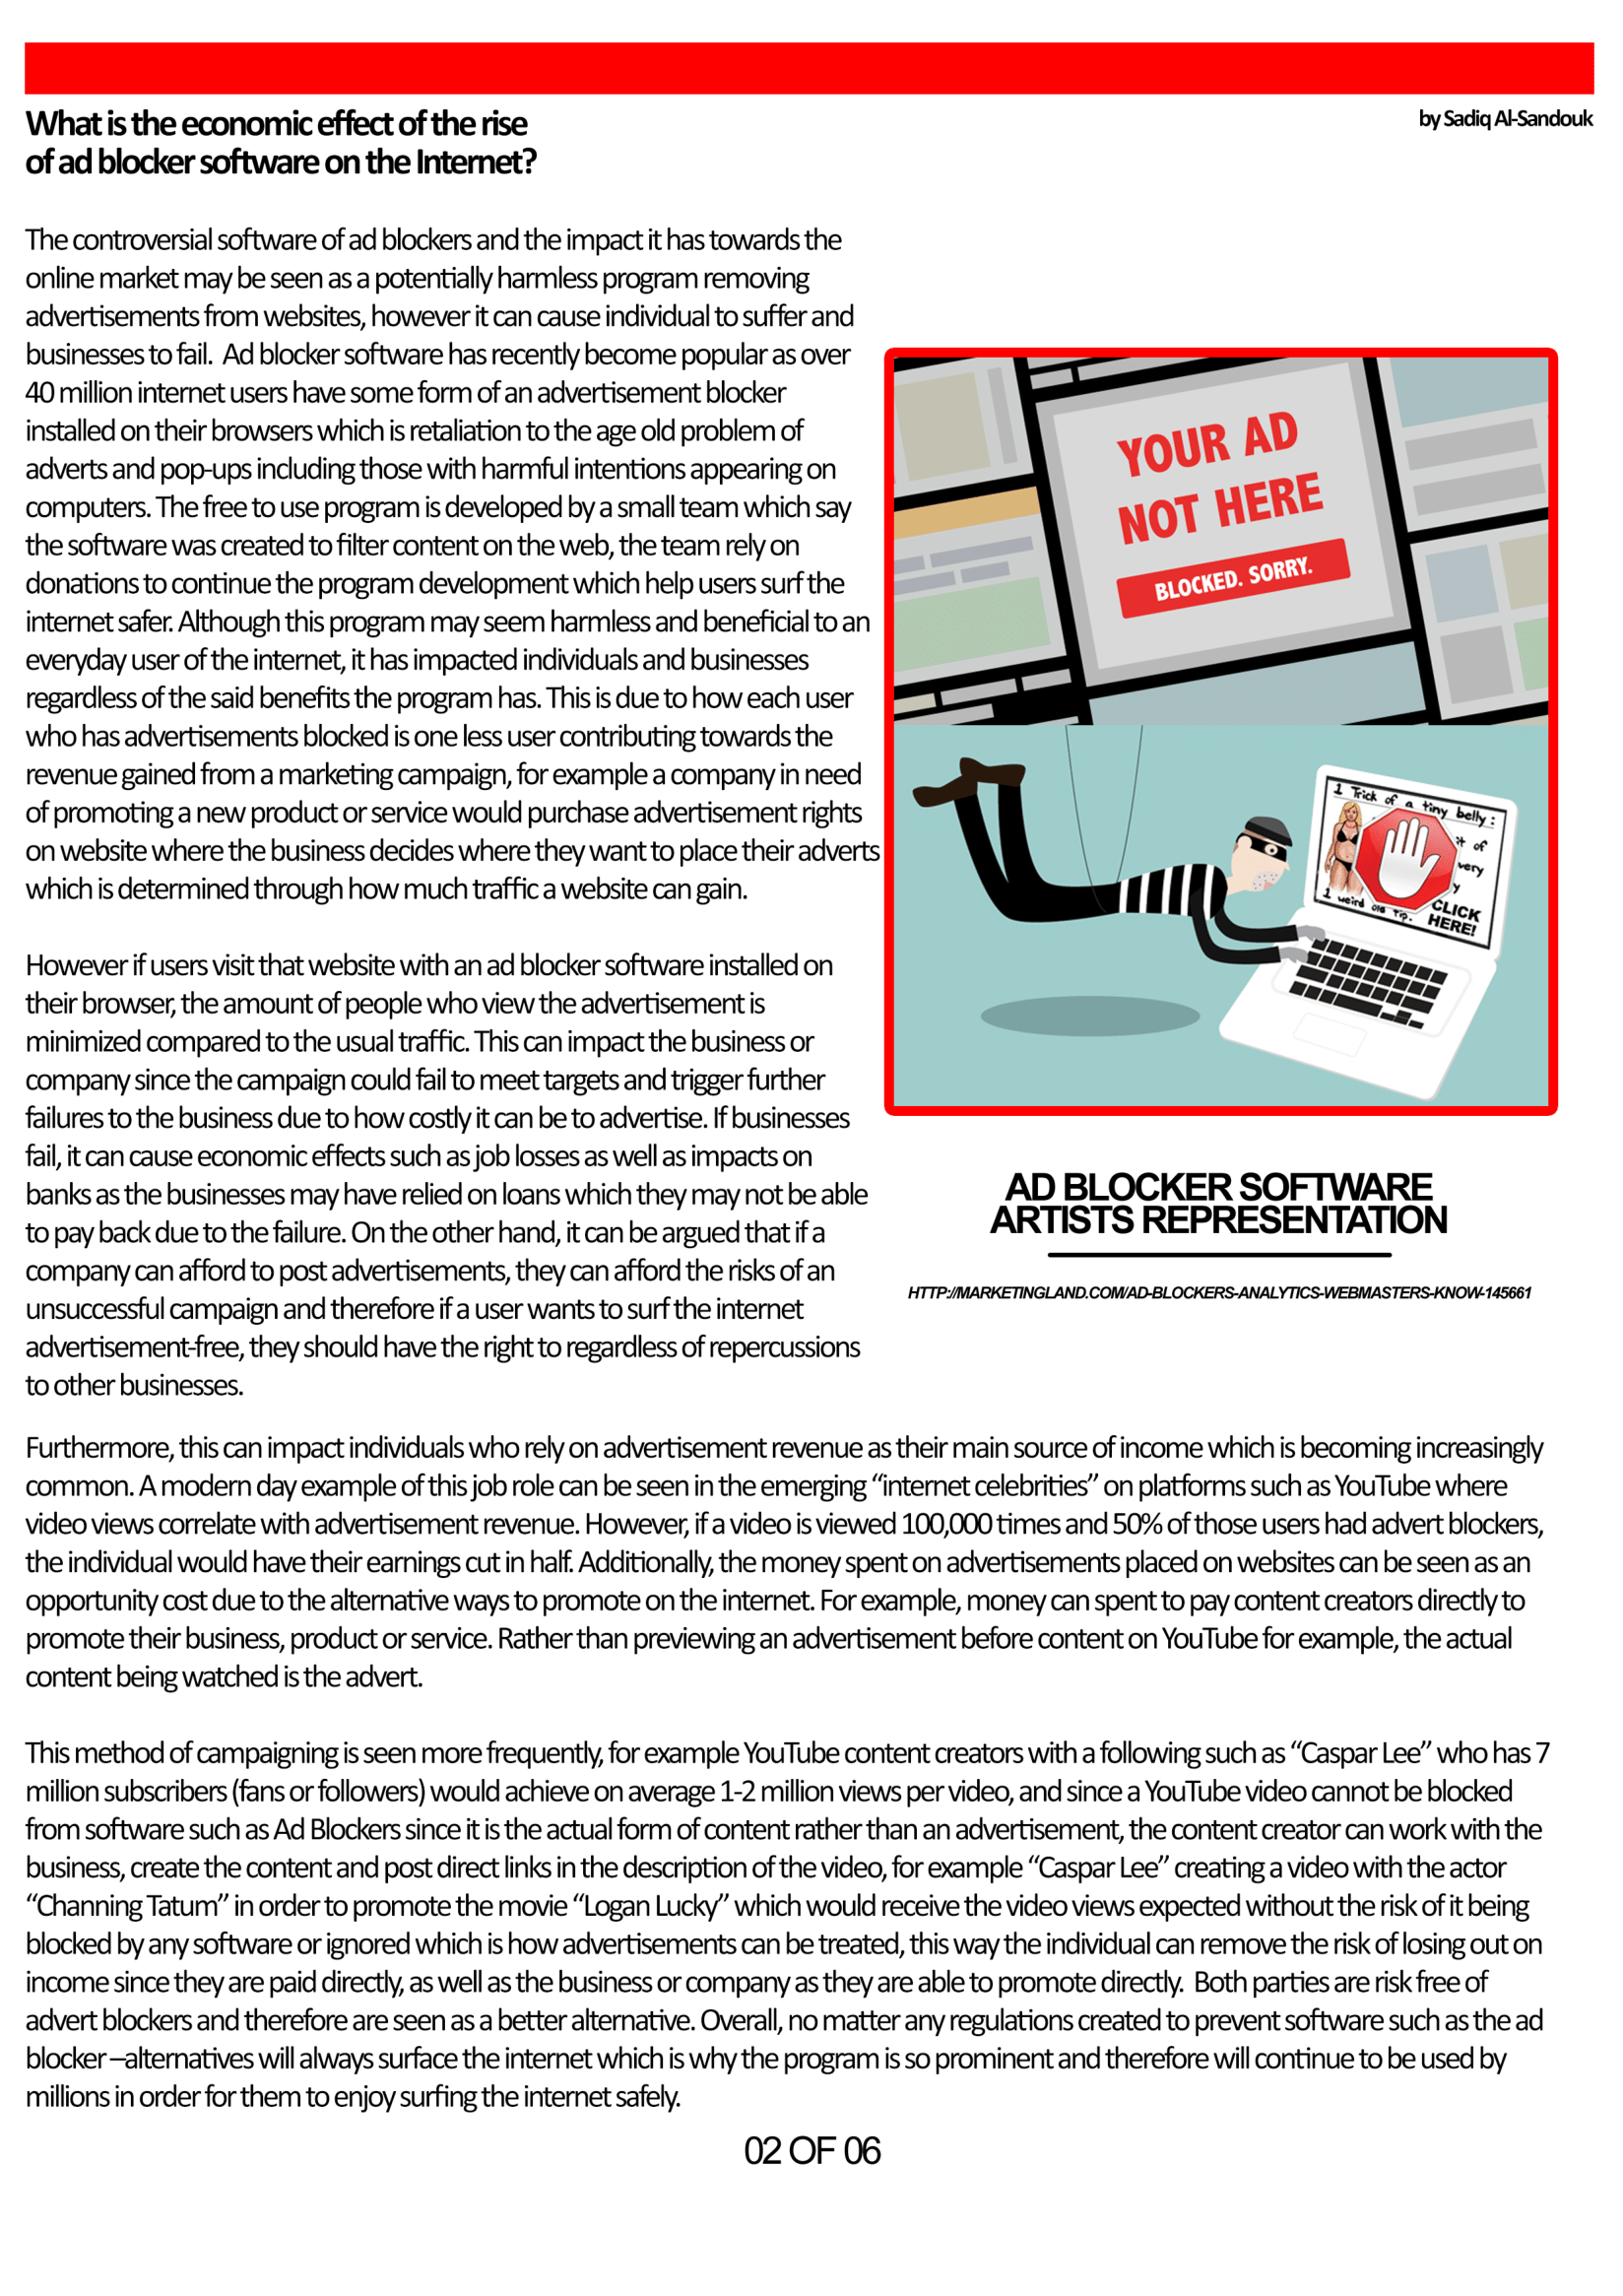 What is the economic effect of the rise
of ad blocker software on the Internet?
by Sadiq Al-Sandouk
The controversial software of ad blockers and the impact it has towards the
online market may be seen as a potentially harmless program removing
advertisements from websites, however it can cause individual to suffer and
businesses to fail.  Ad blocker software has recently become popular as over
40 million internet users have some form of an advertisement blocker
installed on their browsers which is retaliation to the age old problem of
adverts and pop-ups including those with harmful intentions appearing on
computers. The free to use program is developed by a small team which say
the software was created to filter content on the web, the team rely on
donations to continue the program development which help users surf the
internet safer. Although this program may seem harmless and beneficial to an
everyday user of the internet, it has impacted individuals and businesses
regardless of the said benefits the program has. This is due to how each user
who has advertisements blocked is one less user contributing towards the
revenue gained from a marketing campaign, for example a company in need
of promoting a new product or service would purchase advertisement rights
on website where the business decides where they want to place their adverts
which is determined through how much traffic a website can gain.
However if users visit that website with an ad blocker software installed on
their browser, the amount of people who view the advertisement is
minimized compared to the usual traffic. This can impact the business or
company since the campaign could fail to meet targets and trigger further
failures to the business due to how costly it can be to advertise. If businesses
fail, it can cause economic effects such as job losses as well as impacts on
banks as the businesses may have relied on loans which they may not be able
to pay back due to the failure. On the other hand, it can be argued that if a
company can afford to post advertisements, they can afford the risks of an
unsuccessful campaign and therefore if a user wants to surf the internet
advertisement-free, they should have the right to regardless of repercussions
to other businesses.
YOUR AD
NOT HERE
BLOCKED. SORRY.
1 Trick of a tiny belly :
it of
very
y
1 weird old Tip.
CLICK
HERE!
AD BLOCKER SOFTWARE
ARTISTS REPRESENTATION
HTTP://MARKETINGLAND.COM/AD-BLOCKERS-ANALYTICS-WEBMASTERS-KNOW-145661
Furthermore, this can impact individuals who rely on advertisement revenue as their main source of income which is becoming increasingly
common. A modern day example of this job role can be seen in the emerging “internet celebrities” on platforms such as YouTube where
video views correlate with advertisement revenue. However, if a video is viewed 100,000 times and 50% of those users had advert blockers,
the individual would have their earnings cut in half. Additionally, the money spent on advertisements placed on websites can be seen as an
opportunity cost due to the alternative ways to promote on the internet. For example, money can spent to pay content creators directly to
promote their business, product or service. Rather than previewing an advertisement before content on YouTube for example, the actual
content being watched is the advert.
This method of campaigning is seen more frequently, for example YouTube content creators with a following such as “Caspar Lee” who has 7
million subscribers (fans or followers) would achieve on average 1-2 million views per video, and since a YouTube video cannot be blocked
from software such as Ad Blockers since it is the actual form of content rather than an advertisement, the content creator can work with the
business, create the content and post direct links in the description of the video, for example “Caspar Lee” creating a video with the actor
“Channing Tatum” in order to promote the movie “Logan Lucky” which would receive the video views expected without the risk of it being
blocked by any software or ignored which is how advertisements can be treated, this way the individual can remove the risk of losing out on
income since they are paid directly, as well as the business or company as they are able to promote directly.  Both parties are risk free of
advert blockers and therefore are seen as a better alternative. Overall, no matter any regulations created to prevent software such as the ad
blocker –alternatives will always surface the internet which is why the program is so prominent and therefore will continue to be used by
millions in order for them to enjoy surfing the internet safely.
02 OF 06